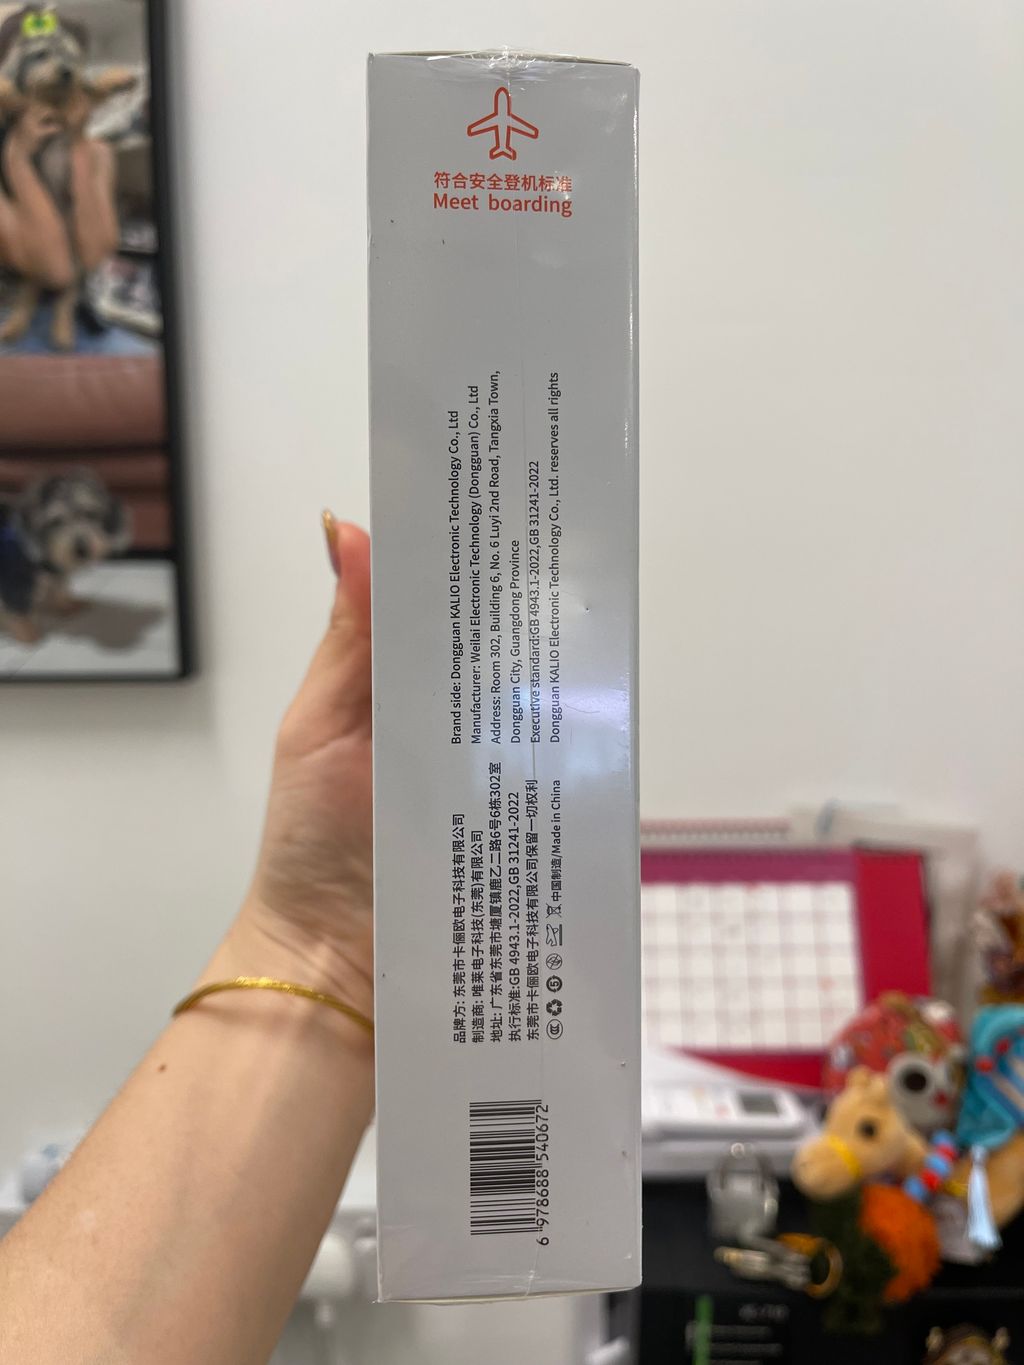 符合安全登机标准
Meet boarding
品牌方: 东莞市卡俪欧电子科技有限公司
制造商: 唯莱电子科技(东莞)有限公司
地址: 广东省东莞市塘厦镇鹿乙二路6号6栋302室
执行标准:GB 4943.1-2022,GB 31241-2022
东莞市卡俪欧电子科技有限公司保留一切权利
CCC 5 中国制造/Made in China
Brand side: Dongguan KALIO Electronic Technology Co., Ltd
Manufacturer: Weilai Electronic Technology (Dongguan) Co., Ltd
Address: Room 302, Building 6, No. 6 Luyi 2nd Road, Tangxia Town,
Dongguan City, Guangdong Province
Executive standard:GB 4943.1-2022,GB 31241-2022
Dongguan KALIO Electronic Technology Co., Ltd. reserves all rights
6 978688 540672